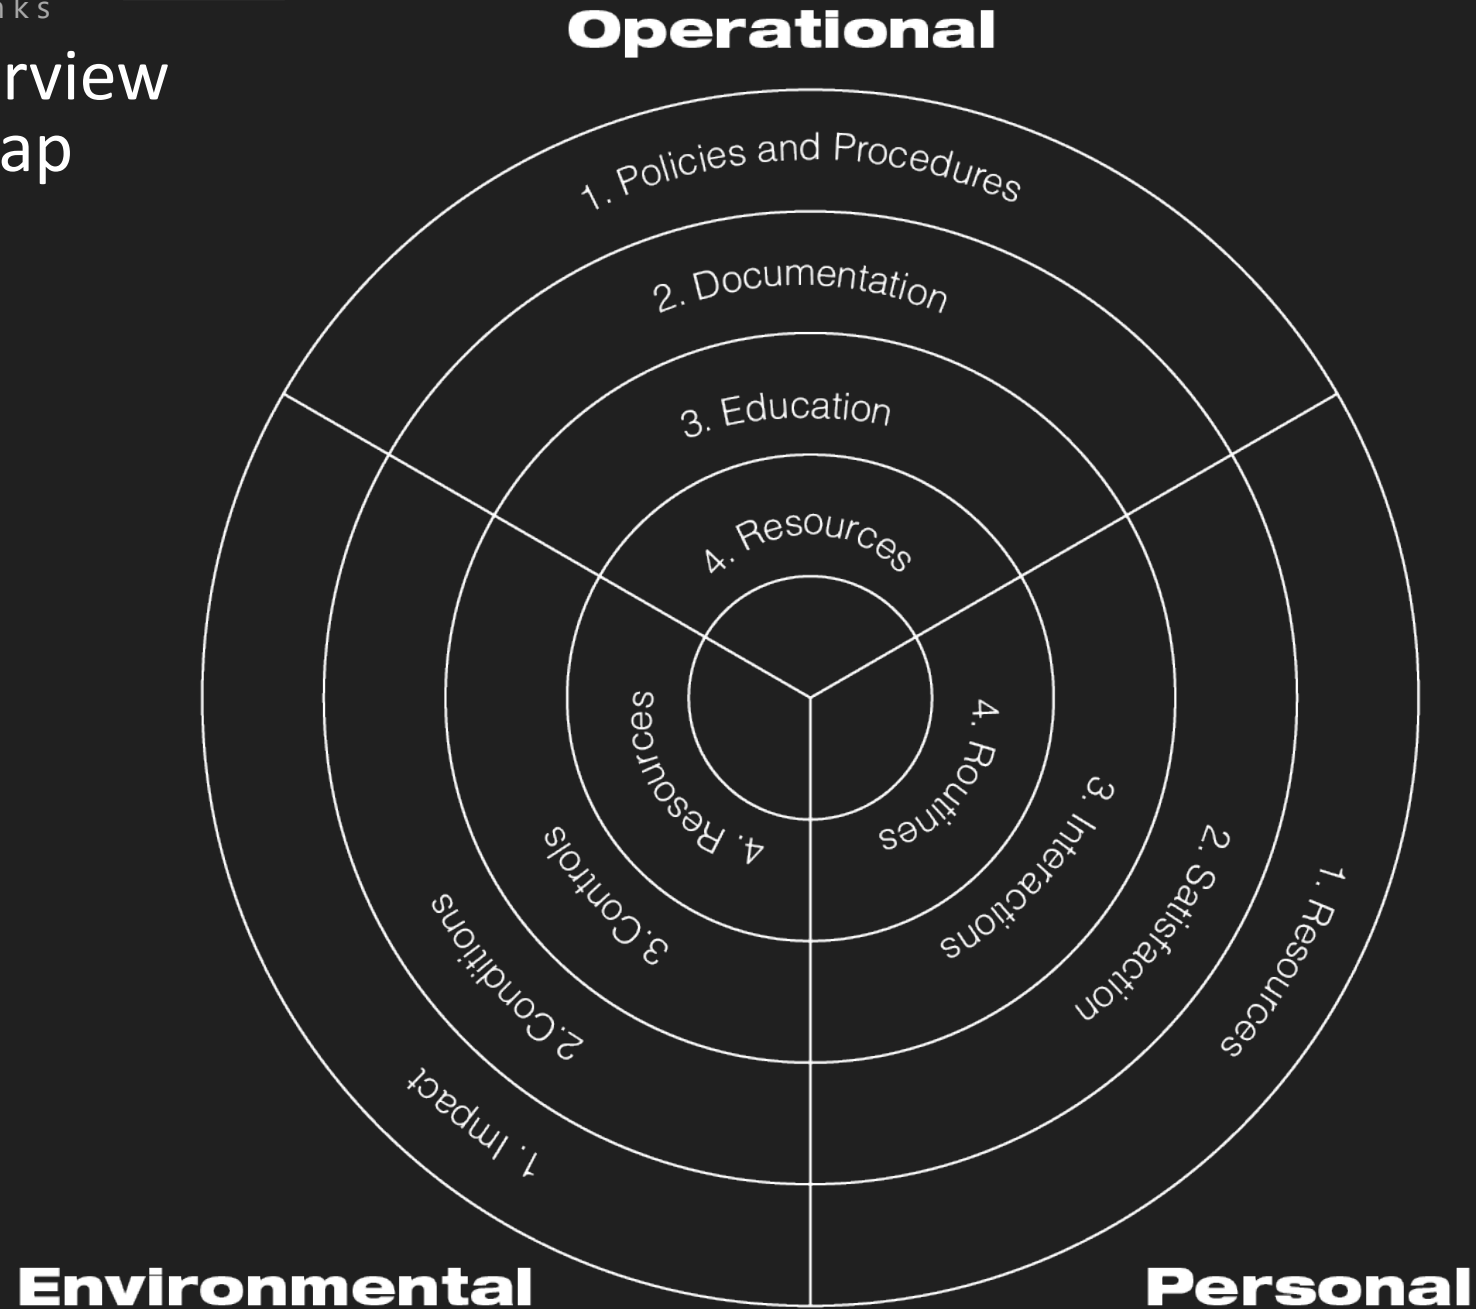 nks
rview
ap
Operational
1. Policies and Procedures
2. Documentation
3. Education
4. Resources
1. Resources
2. Satisfaction
3. Interactions
4. Routines
1. Impact
2.Conditions
3.Controls
4. Resources
Environmental
Personal